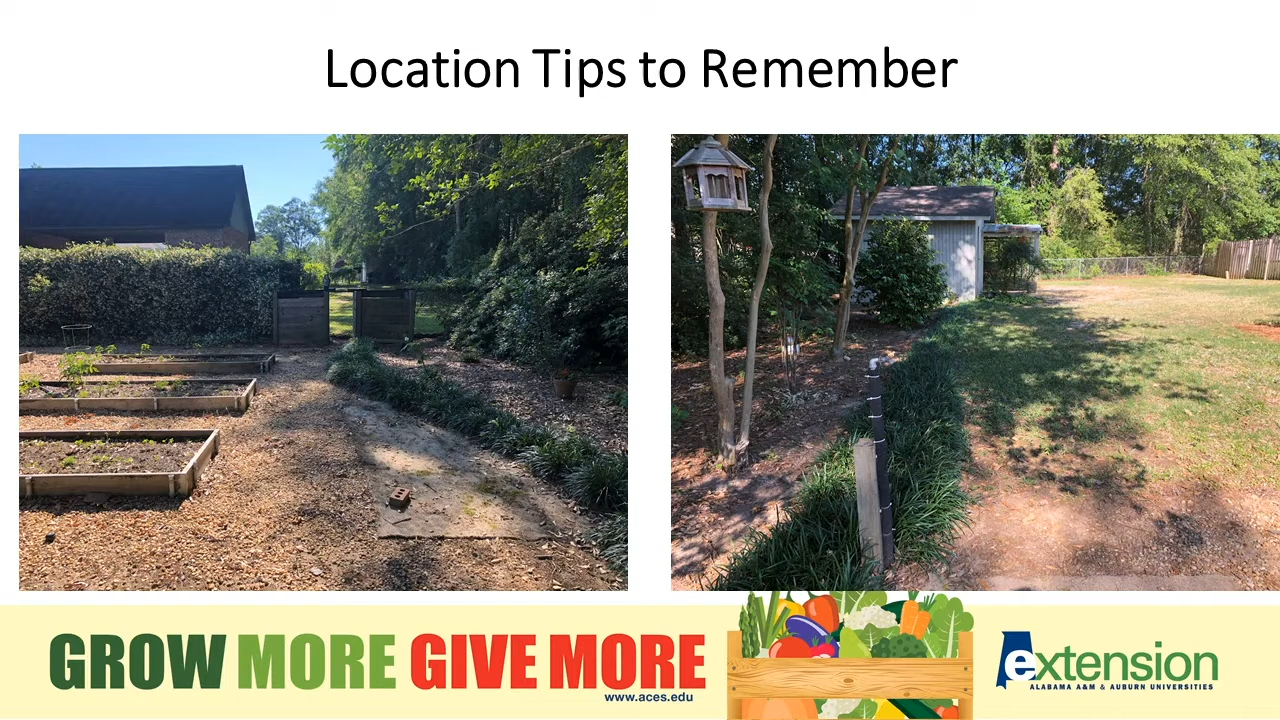 Location Tips to Remember
GROW MORE GIVE MORE
www.aces.edu
extension
ALABAMA A&M & AUBURN UNIVERSITIES